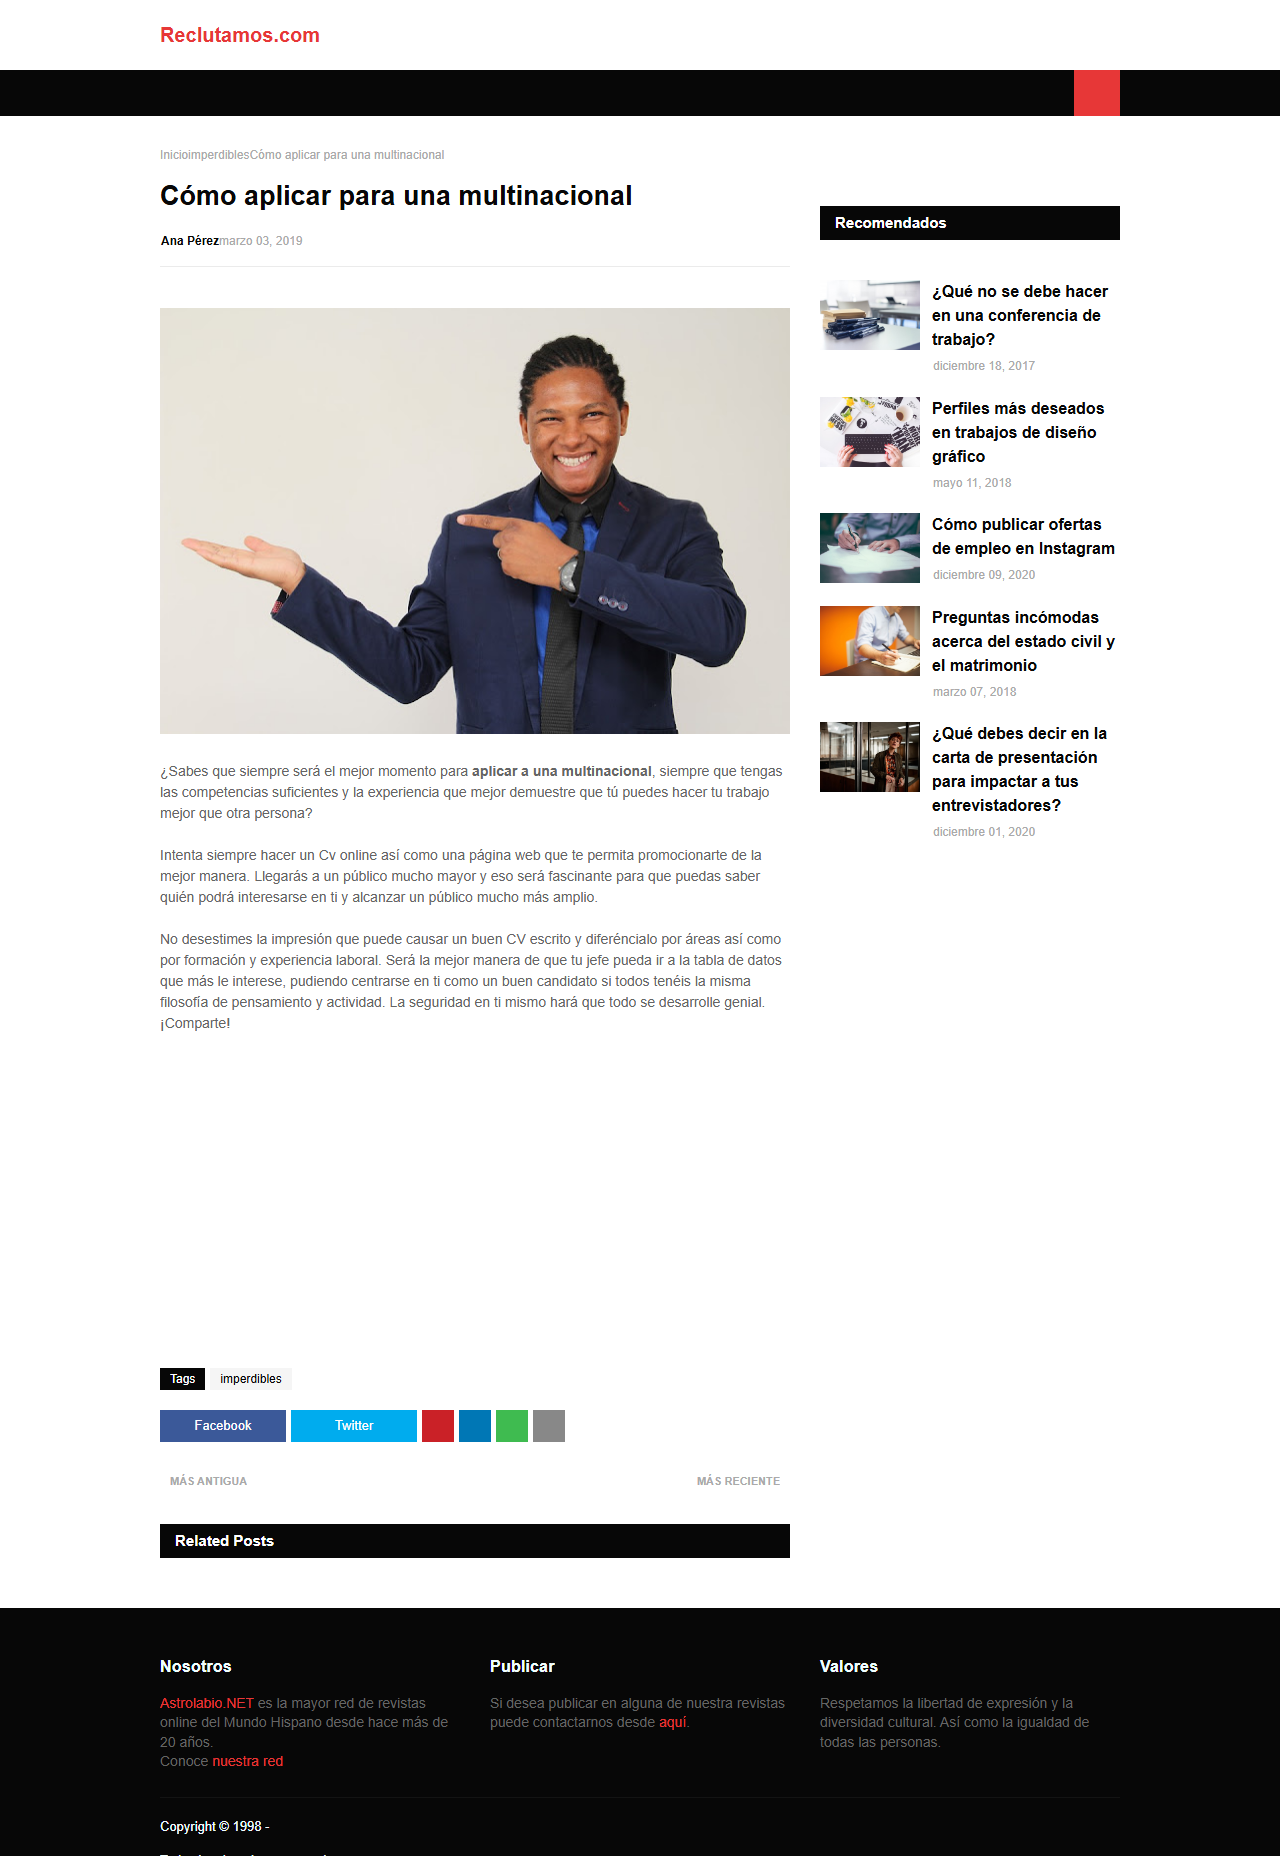 Reclutamos.com
InicioimperdiblesCómo aplicar para una multinacional
Cómo aplicar para una multinacional
Ana Pérezmarzo 03, 2019
¿Sabes que siempre será el mejor momento para aplicar a una multinacional, siempre que tengas
las competencias suficientes y la experiencia que mejor demuestre que tú puedes hacer tu trabajo
mejor que otra persona?
Intenta siempre hacer un Cv online así como una página web que te permita promocionarte de la
mejor manera. Llegarás a un público mucho mayor y eso será fascinante para que puedas saber
quién podrá interesarse en ti y alcanzar un público mucho más amplio.
No desestimes la impresión que puede causar un buen CV escrito y diferéncialo por áreas así como
por formación y experiencia laboral. Será la mejor manera de que tu jefe pueda ir a la tabla de datos
que más le interese, pudiendo centrarse en ti como un buen candidato si todos tenéis la misma
filosofía de pensamiento y actividad. La seguridad en ti mismo hará que todo se desarrolle genial.
¡Comparte!
Tags
imperdibles
Facebook
Twitter
MÁS ANTIGUA
MÁS RECIENTE
Related Posts
Recomendados
¿Qué no se debe hacer
en una conferencia de
trabajo?
diciembre 18, 2017
Perfiles más deseados
en trabajos de diseño
gráfico
mayo 11, 2018
Cómo publicar ofertas
de empleo en Instagram
diciembre 09, 2020
Preguntas incómodas
acerca del estado civil y
el matrimonio
marzo 07, 2018
¿Qué debes decir en la
carta de presentación
para impactar a tus
entrevistadores?
diciembre 01, 2020
Nosotros
Astrolabio.NET es la mayor red de revistas
online del Mundo Hispano desde hace más de
20 años.
Conoce nuestra red
Publicar
Si desea publicar en alguna de nuestra revistas
puede contactarnos desde aquí.
Valores
Respetamos la libertad de expresión y la
diversidad cultural. Así como la igualdad de
todas las personas.
Copyright © 1998 -